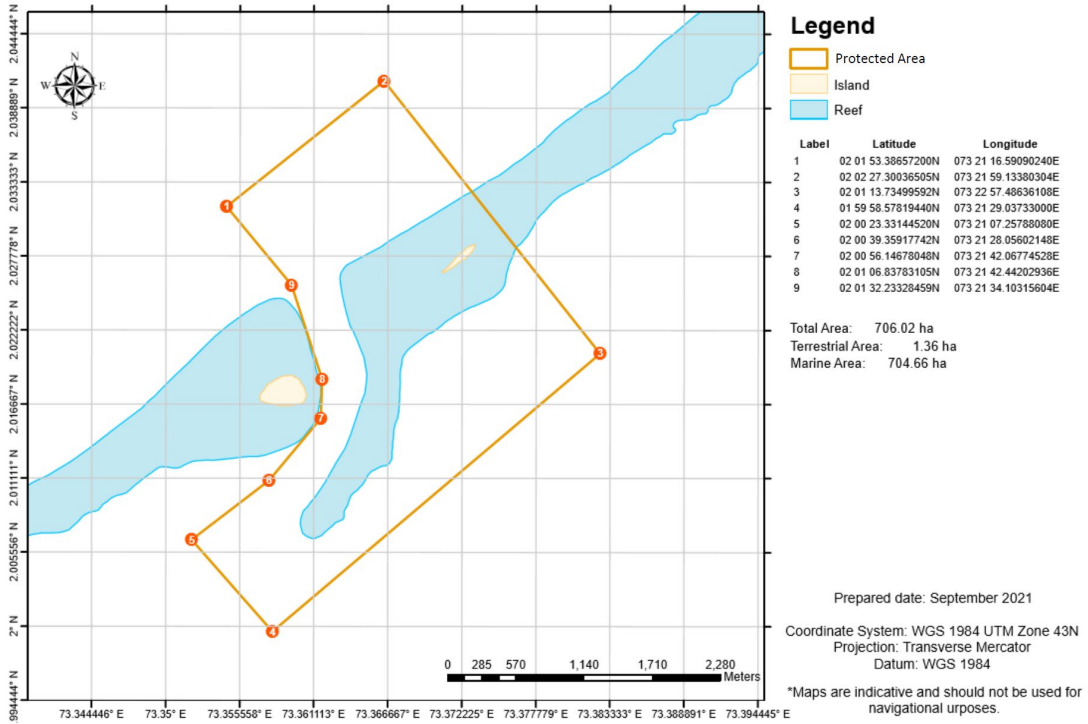 2.044444° N
2.038889° N
2.033333° N
2.027778° N
2.022222° N
2.016667° N
2.011111° N
2.005556° N
2° N
.994444° N
N
W E
S
2
1
9
3
8
7
6
5
4
0 285 570 1,140 1,710 2,280
Meters
73.344446° E 73.35° E 73.355558° E 73.361113° E 73.366667° E 73.372225° E 73.377779° E 73.383333° E 73.388891° E 73.394445° E
Legend
Protected Area
Island
Reef
Label Latitude Longitude
1 02 01 53.38657200N 073 21 16.59090240E
2 02 02 27.30036505N 073 21 59.13380304E
3 02 01 13.73499592N 073 22 57.48636108E
4 01 59 58.57819440N 073 21 29.03733000E
5 02 00 23.33144520N 073 21 07.25788080E
6 02 00 39.35917742N 073 21 28.05602148E
7 02 00 56.14678048N 073 21 42.06774528E
8 02 01 06.83783105N 073 21 42.44202936E
9 02 01 32.23328459N 073 21 34.10315604E
Total Area: 706.02 ha
Terrestrial Area: 1.36 ha
Marine Area: 704.66 ha
Prepared date: September 2021
Coordinate System: WGS 1984 UTM Zone 43N
Projection: Transverse Mercator
Datum: WGS 1984
*Maps are indicative and should not be used for
navigational urposes.